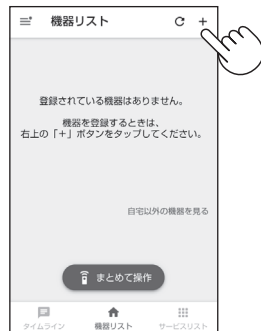 機器リスト
登録されている機器はありません。
機器を登録するときは、
右上の「+」ボタンをタップしてください。
自宅以外の機器を見る
まとめて操作
タイムライン 機器リスト サービスリスト